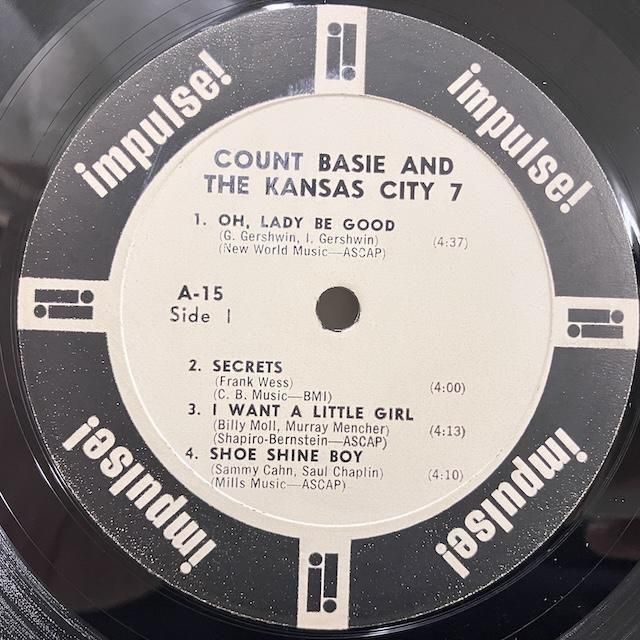 impulse!
impulse!
COUNT BASIE AND
THE KANSAS CITY 7
1. OH, LADY BE GOOD
(G. Gershwin, I. Gershwin) (4:37)
(New World Music—ASCAP)
A-15
Side 1
2. SECRETS
(Frank Wess) (4:00)
(C. B. Music—BMI)
3. I WANT A LITTLE GIRL
(Billy Moll, Murray Mencher) (4:13)
(Shapiro-Bernstein—ASCAP)
4. SHOE SHINE BOY
(Sammy Cahn, Saul Chaplin) (4:10)
(Mills Music—ASCAP)
impulse!
impulse!